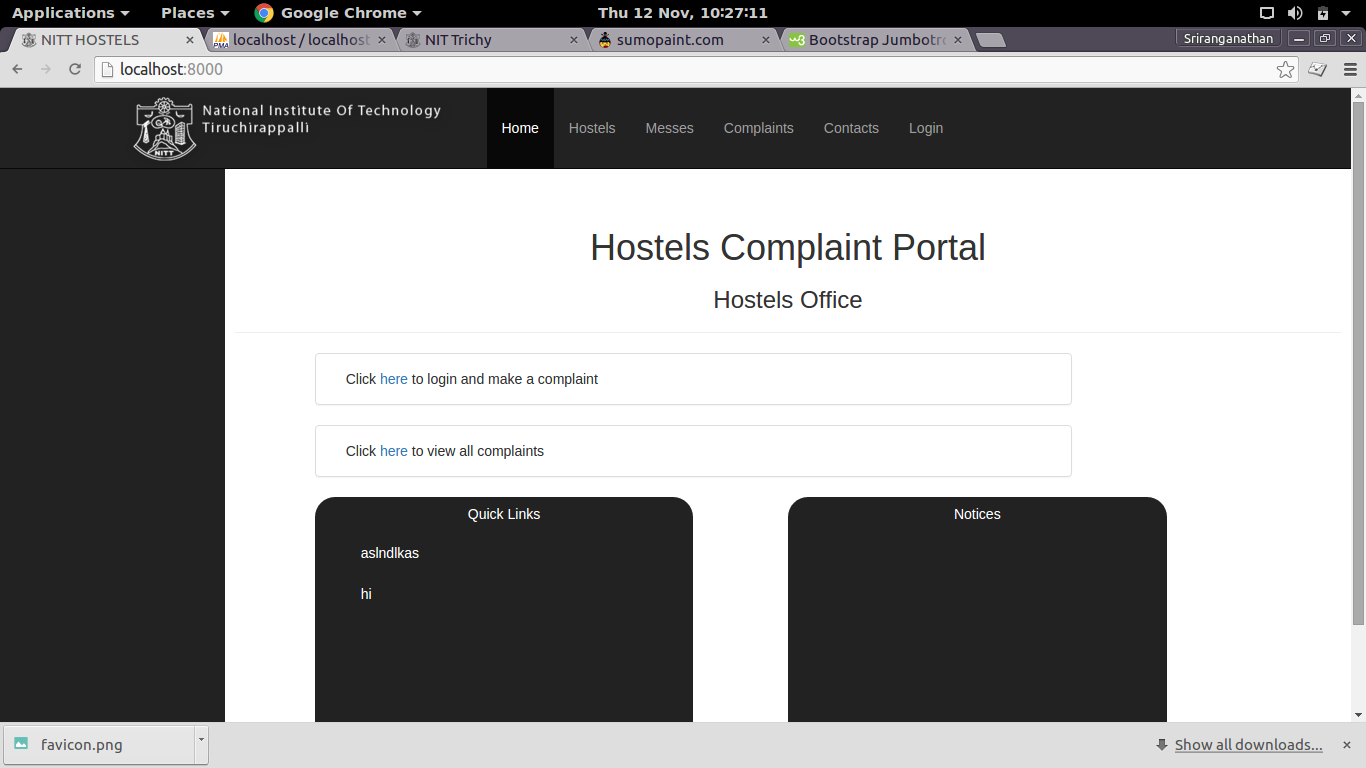 Applications Places Google Chrome Thu 12 Nov, 10:27:11
NITT HOSTELS localhost / localhost NIT Trichy sumopaint.com Bootstrap Jumbotro Sriranganathan
localhost:8000
National Institute Of Technology
Tiruchirappalli
NITT
Home Hostels Messes Complaints Contacts Login
Hostels Complaint Portal
Hostels Office
Click here to login and make a complaint
Click here to view all complaints
Quick Links
aslndlkas
hi
Notices
favicon.png Show all downloads...